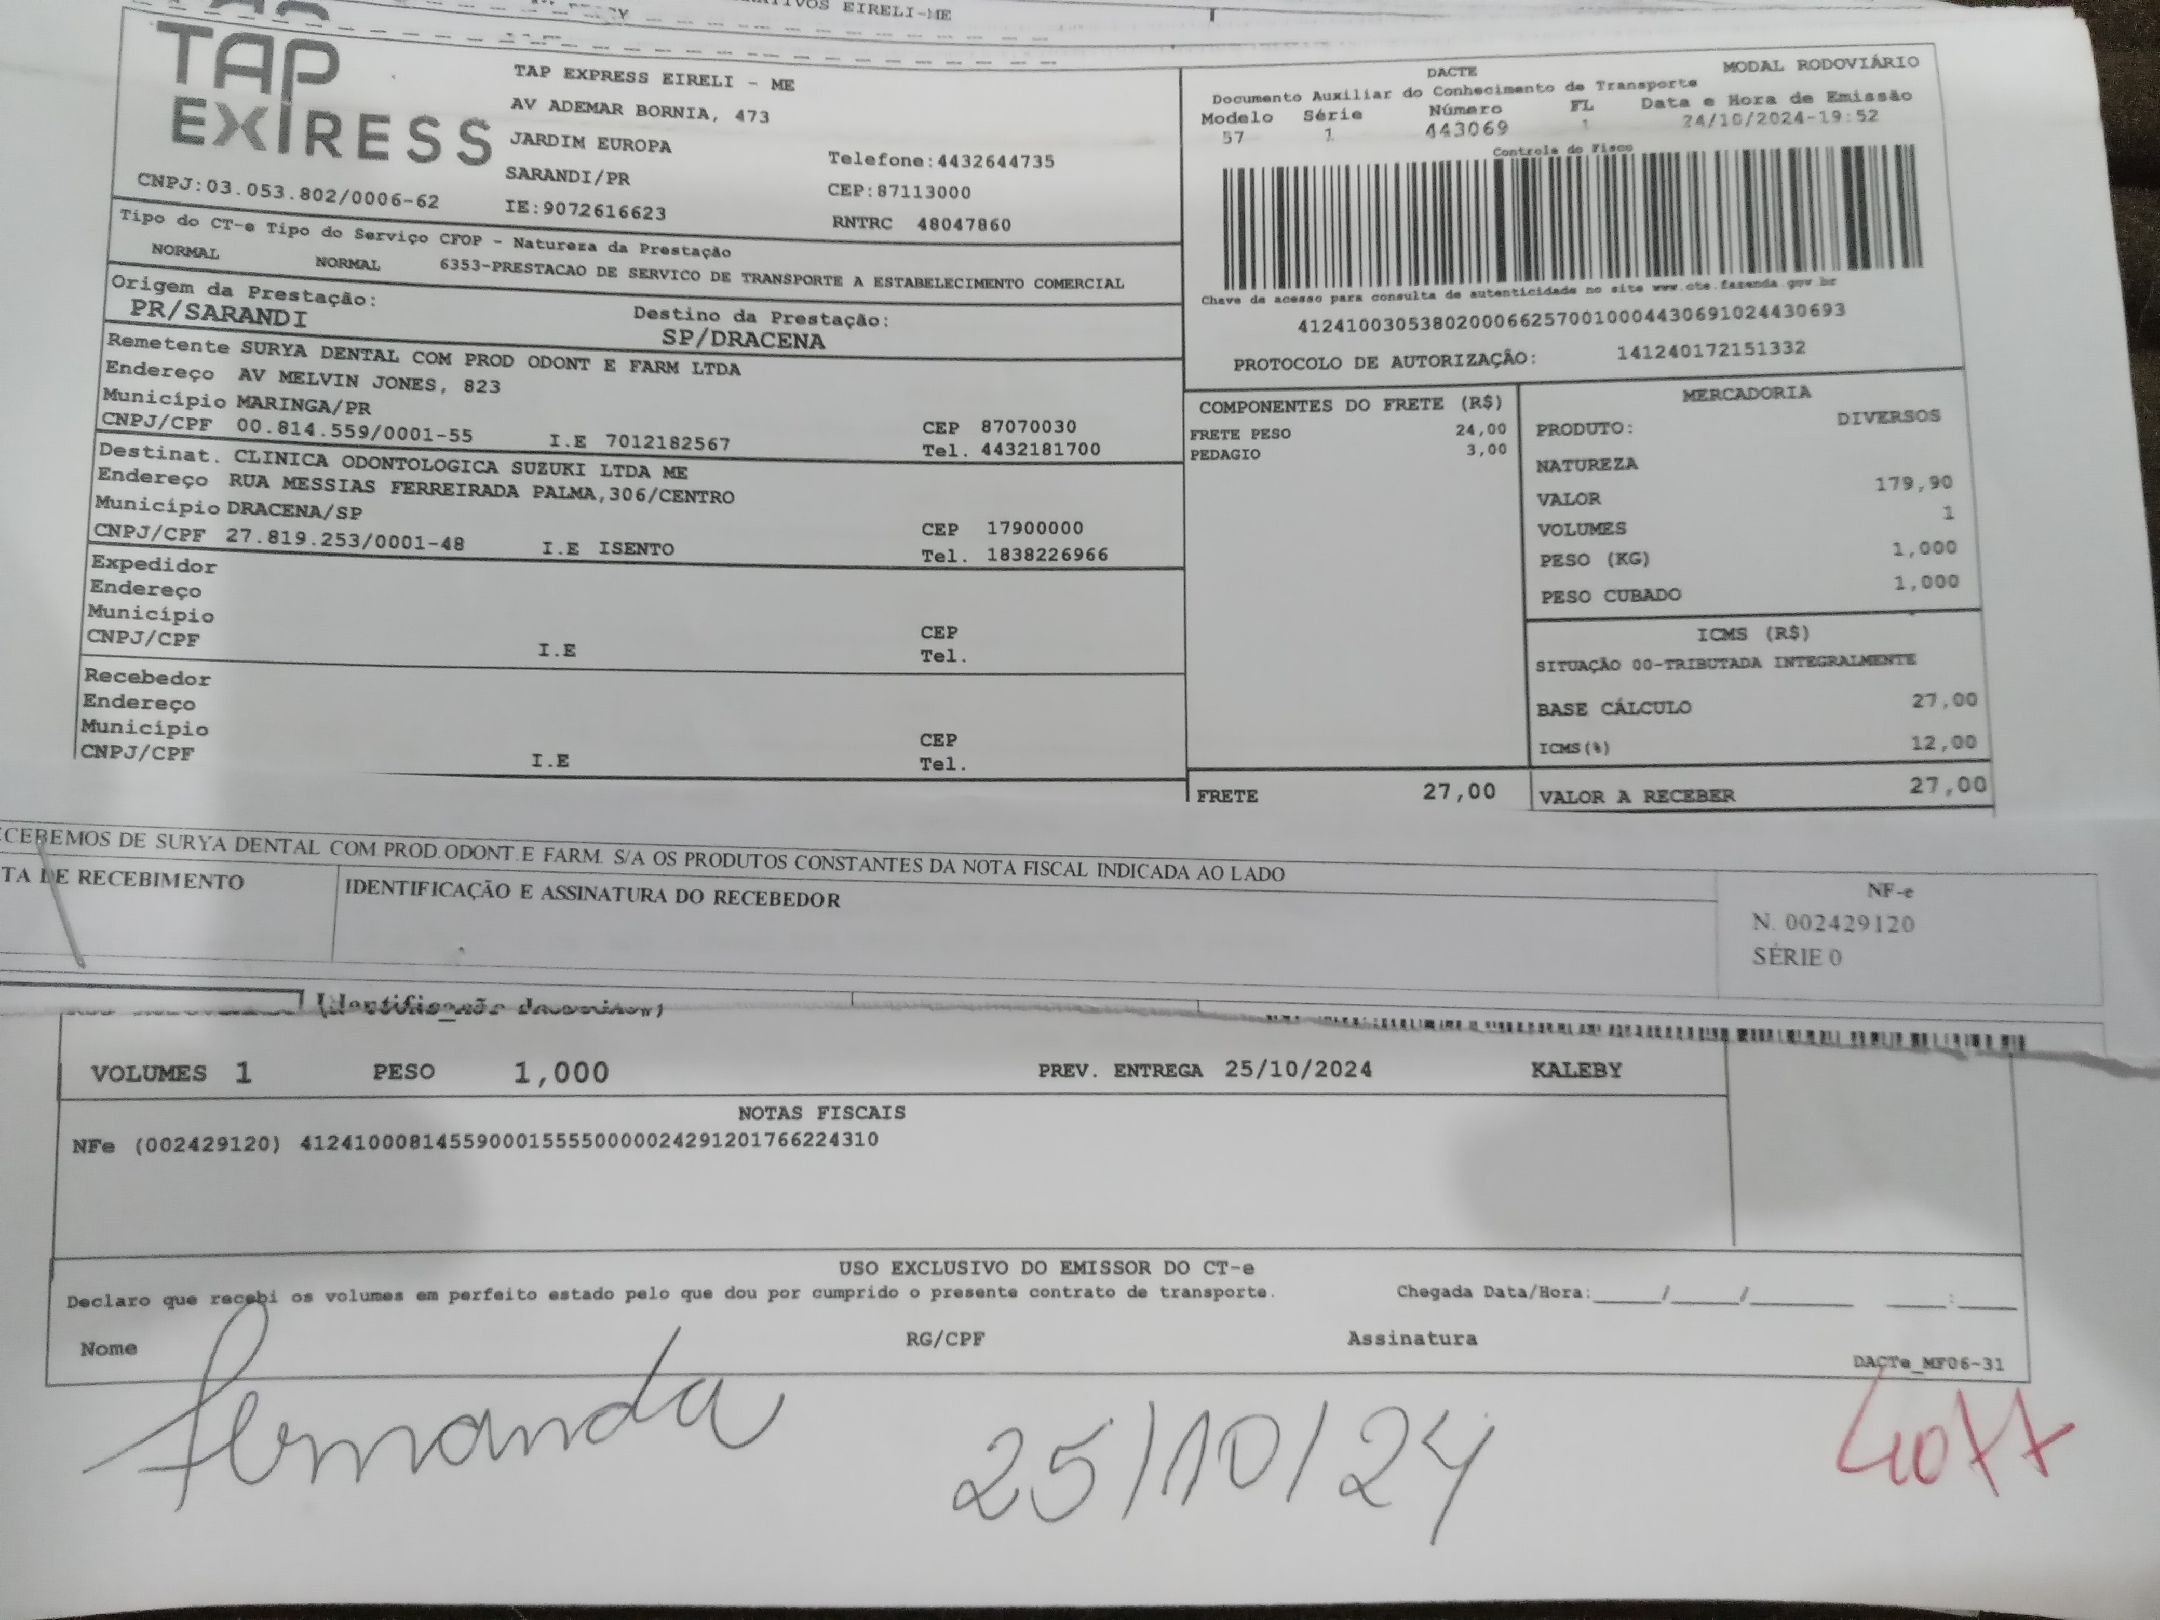 EIRELI-ME
TAP
EXPRESS
CNPJ:03.053.802/0006-62
TAP EXPRESS EIRELI - ME
AV ADEMAR BORNIA, 473
JARDIM EUROPA
SARANDI/PR
IE:9072616623
Telefone:4432644735
CEP:87113000
RNTRC 48047860
Tipo do CT-e Tipo do Serviço CFOP - Natureza da Prestação
NORMAL NORMAL 6353-PRESTACAO DE SERVICO DE TRANSPORTE A ESTABELECIMENTO COMERCIAL
Origem da Prestação: Destino da Prestação:
PR/SARANDI SP/DRACENA
Remetente SURYA DENTAL COM PROD ODONT E FARM LTDA
Endereço AV MELVIN JONES, 823
Município MARINGA/PR CEP 87070030
CNPJ/CPF 00.814.559/0001-55 I.E 7012182567 Tel. 4432181700
Destinat. CLINICA ODONTOLOGICA SUZUKI LTDA ME
Endereço RUA MESSIAS FERREIRADA PALMA,306/CENTRO
Município DRACENA/SP CEP 17900000
CNPJ/CPF 27.819.253/0001-48 I.E ISENTO Tel. 1838226966
Expedidor
Endereço
Município CEP
CNPJ/CPF I.E Tel.
Recebedor
Endereço
Município CEP
CNPJ/CPF I.E Tel.
DACTE MODAL RODOVIÁRIO
Documento Auxiliar do Conhecimento de Transporte
Modelo Série Número FL Data e Hora de Emissão
57 1 443069 1 24/10/2024-19:52
Controle do Fisco
Chave de acesso para consulta de autenticidade no site www.cte.fazenda.gov.br
41241003053802000662570010004430691024430693
PROTOCOLO DE AUTORIZAÇÃO: 141240172151332
COMPONENTES DO FRETE (R$)
FRETE PESO 24,00
PEDAGIO 3,00
FRETE 27,00
MERCADORIA
PRODUTO: DIVERSOS
NATUREZA
VALOR 179,90
VOLUMES 1
PESO (KG) 1,000
PESO CUBADO 1,000
ICMS (R$)
SITUAÇÃO 00-TRIBUTADA INTEGRALMENTE
BASE CÁLCULO 27,00
ICMS(%) 12,00
VALOR A RECEBER 27,00
CEBEMOS DE SURYA DENTAL COM PROD.ODONT.E FARM. S/A OS PRODUTOS CONSTANTES DA NOTA FISCAL INDICADA AO LADO
TA DE RECEBIMENTO IDENTIFICAÇÃO E ASSINATURA DO RECEBEDOR
NF-e
N. 002429120
SÉRIE 0
VOLUMES 1 PESO 1,000 PREV. ENTREGA 25/10/2024 KALEBY
NOTAS FISCAIS
NFe (002429120) 41241000814559000155550000024291201766224310
USO EXCLUSIVO DO EMISSOR DO CT-e
Declaro que recebi os volumes em perfeito estado pelo que dou por cumprido o presente contrato de transporte. Chegada Data/Hora:_____/_____/________ ____:____
Nome RG/CPF Assinatura
DACTe_MF06-31
Fernanda 25/10/24